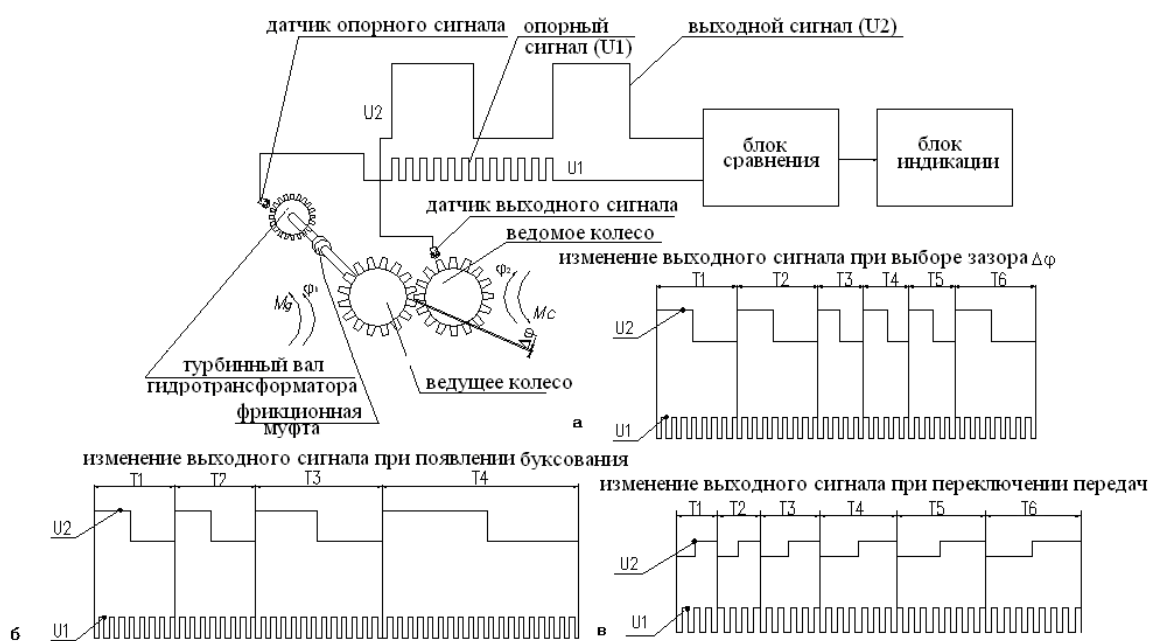 датчик опорного сигнала
опорный
сигнал (U1)
выходной сигнал (U2)
U2
U1
блок
сравнения
блок
индикации
датчик выходного сигнала
ведомое колесо
φ₁
Mg
φ₂
Mc
Δφ
турбинный вал
гидротрансформатора
фрикционная
муфта
ведущее колесо
изменение выходного сигнала при выборе зазора Δφ
T1 T2 T3 T4 T5 T6
U2
U1
а
изменение выходного сигнала при появлении буксования
T1 T2 T3 T4
U2
U1
б
изменение выходного сигнала при переключении передач
T1 T2 T3 T4 T5 T6
U2
U1
в